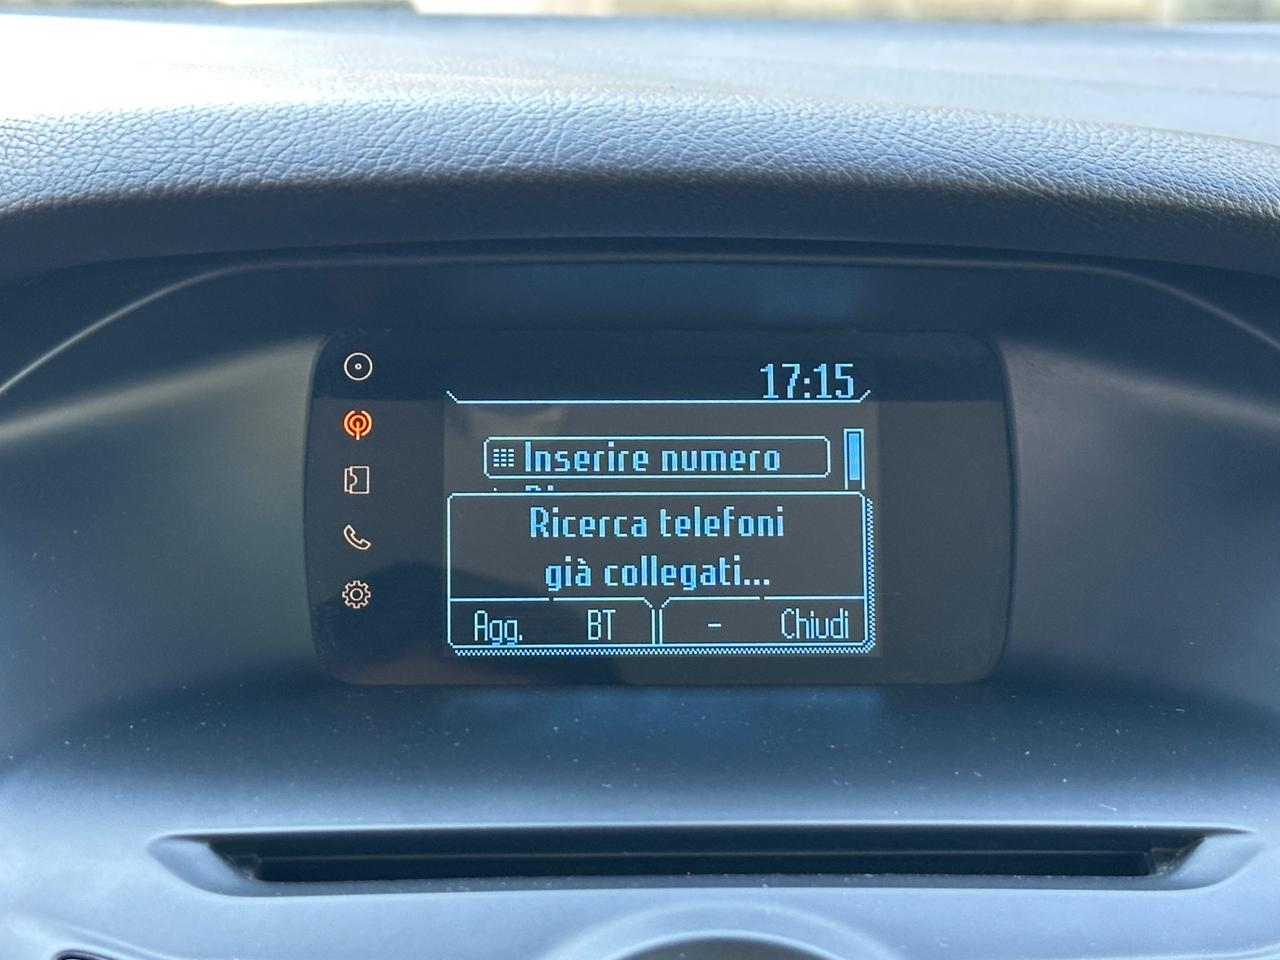 17:15
Inserire numero
Ricerca telefoni
già collegati...
Agg. BT - Chiudi